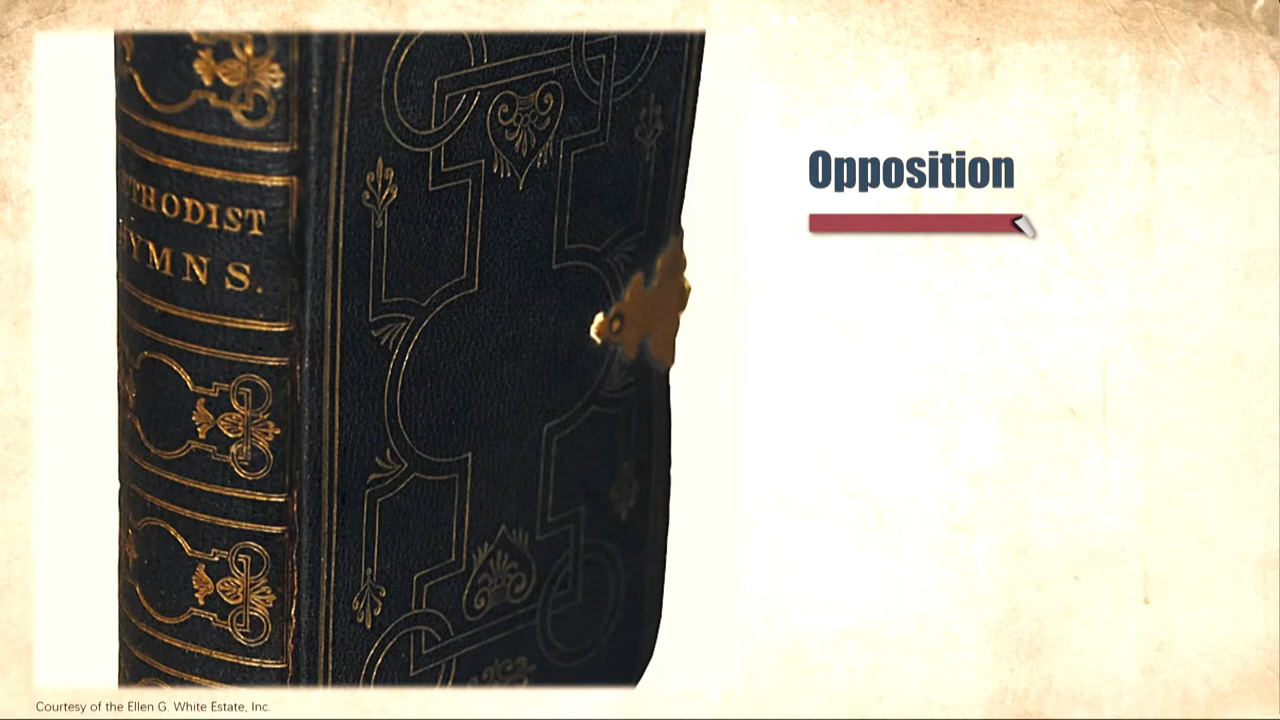 THODIST
YMNS.
Opposition
Courtesy of the Ellen G. White Estate, Inc.